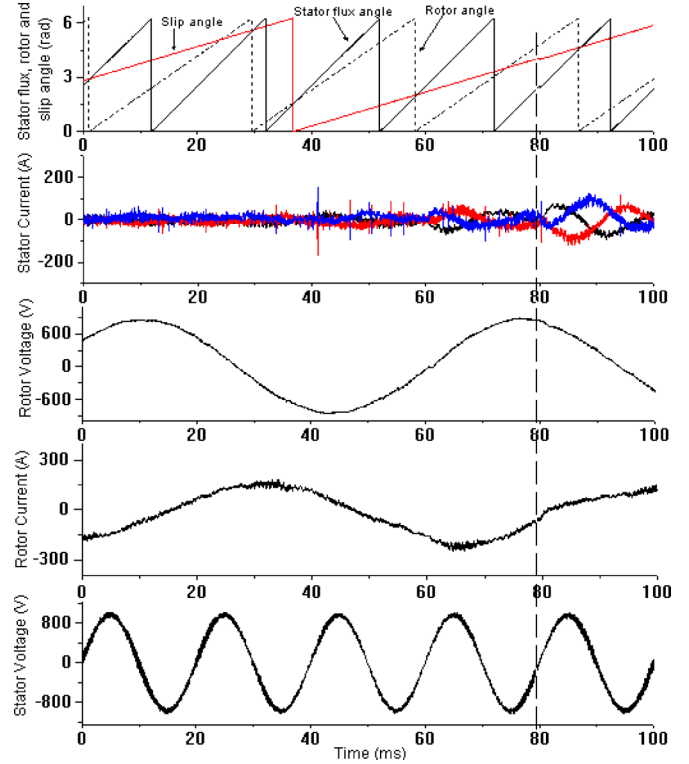 Stator flux, rotor and
slip angle (rad)
6
3
0
Slip angle
Stator flux angle
Rotor angle
0 20 40 60 80 100
Stator Current (A)
200
0
-200
0 20 40 60 80 100
Rotor Voltage (V)
600
0
-600
0 20 40 60 80 100
Rotor Current (A)
300
0
-300
0 20 40 60 80 100
Stator Voltage (V)
800
0
-800
0 20 40 60 80 100
Time (ms)